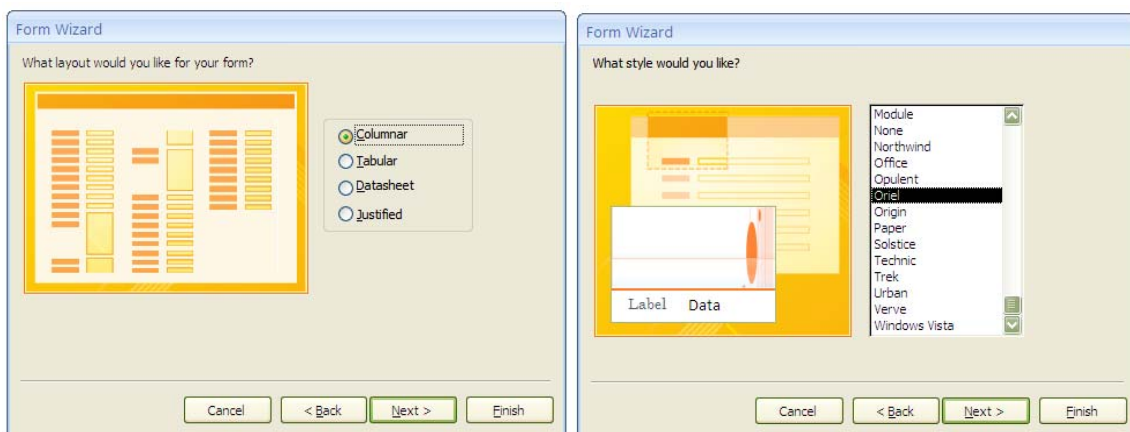 Form Wizard
What layout would you like for your form?
Columnar
Tabular
Datasheet
Justified
Cancel
< Back
Next >
Finish
Form Wizard
What style would you like?
Label Data
Module
None
Northwind
Office
Opulent
Oriel
Origin
Paper
Solstice
Technic
Trek
Urban
Verve
Windows Vista
Cancel
< Back
Next >
Finish